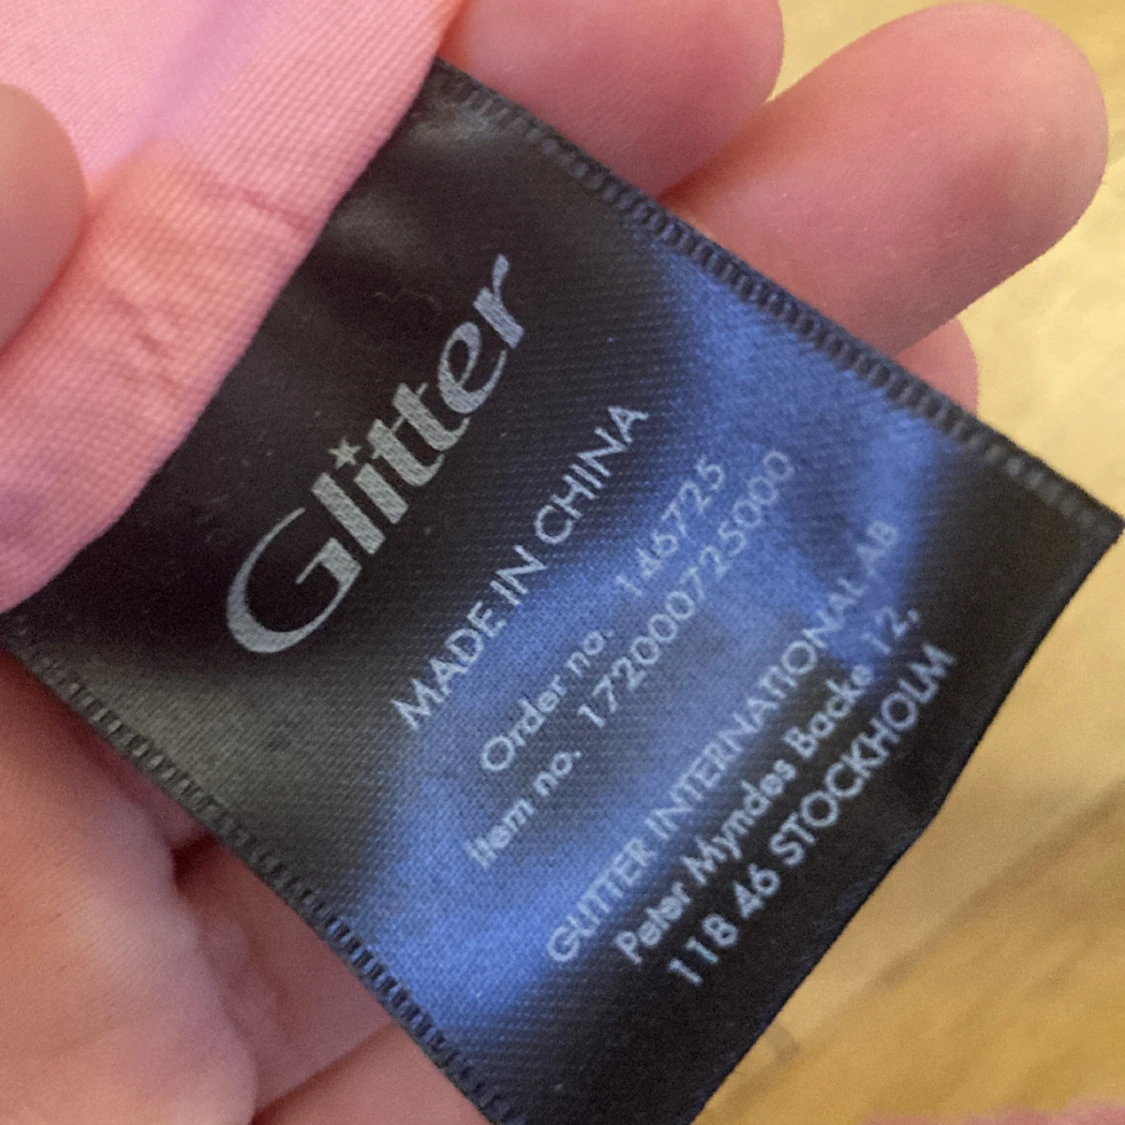 Glitter
MADE IN CHINA
Order no. 146725
Item no. 1720000725000
GLITTER INTERNATIONAL AB
Peter Myndes Backe 12,
118 46 STOCKHOLM